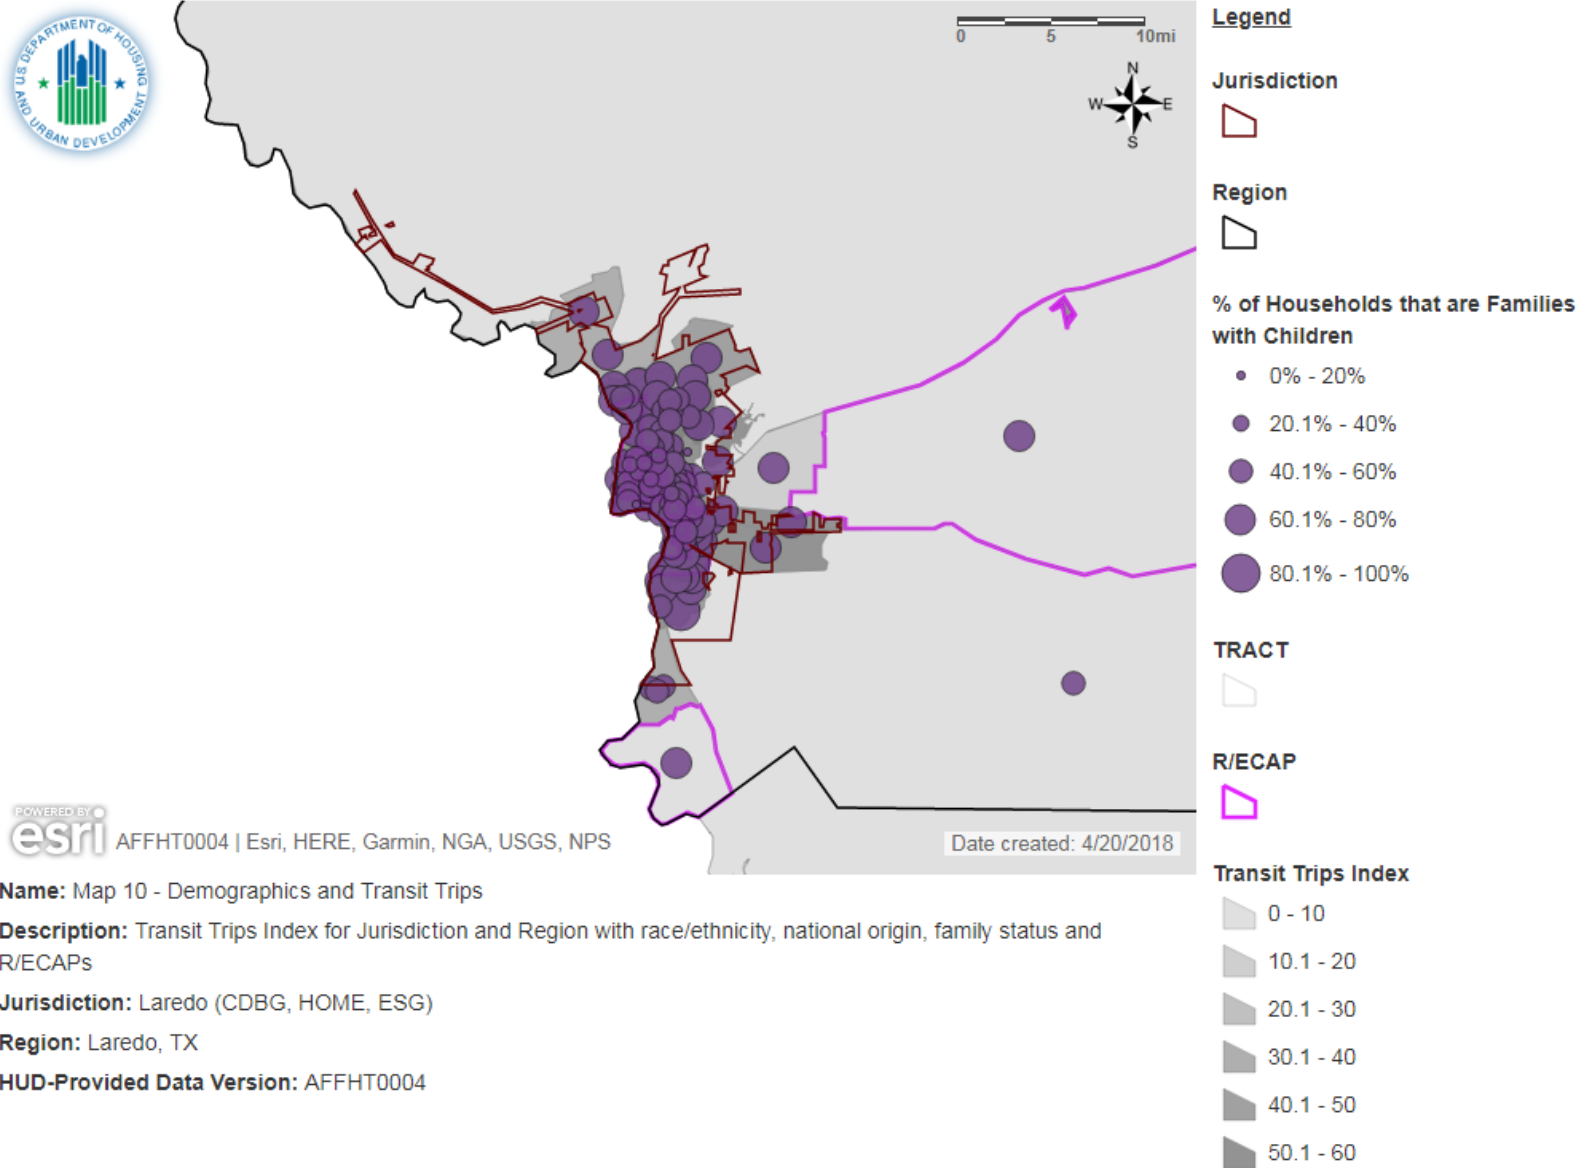 US DEPARTMENT OF HOUSING
AND URBAN DEVELOPMENT
0 5 10mi
N
W E
S
POWERED BY
esri
AFFHT0004 | Esri, HERE, Garmin, NGA, USGS, NPS
Date created: 4/20/2018
Name: Map 10 - Demographics and Transit Trips
Description: Transit Trips Index for Jurisdiction and Region with race/ethnicity, national origin, family status and
R/ECAPs
Jurisdiction: Laredo (CDBG, HOME, ESG)
Region: Laredo, TX
HUD-Provided Data Version: AFFHT0004
Legend
Jurisdiction
Region
% of Households that are Families
with Children
0% - 20%
20.1% - 40%
40.1% - 60%
60.1% - 80%
80.1% - 100%
TRACT
R/ECAP
Transit Trips Index
0 - 10
10.1 - 20
20.1 - 30
30.1 - 40
40.1 - 50
50.1 - 60